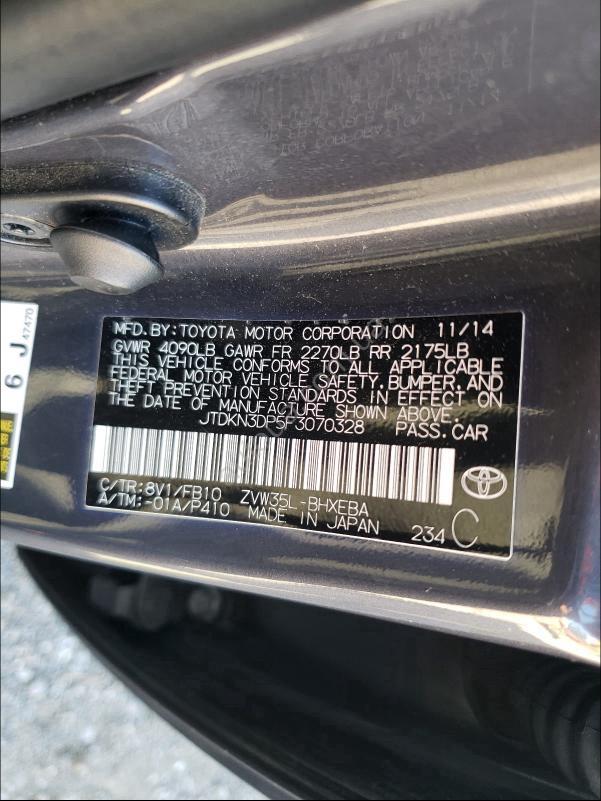 MFD.BY:TOYOTA MOTOR CORPORATION 11/14
GVWR 4090LB GAWR FR 2270LB RR 2175LB
THIS VEHICLE CONFORMS TO ALL APPLICABLE
FEDERAL MOTOR VEHICLE SAFETY,BUMPER,AND
THEFT PREVENTION STANDARDS IN EFFECT ON
THE DATE OF MANUFACTURE SHOWN ABOVE.
JTDKN3DP5F3070328 PASS.CAR
C/TR:8V1/FB10 ZVW35L-BHXEBA
A/TM:-01A/P410 MADE IN JAPAN 234 C
6 J 47470